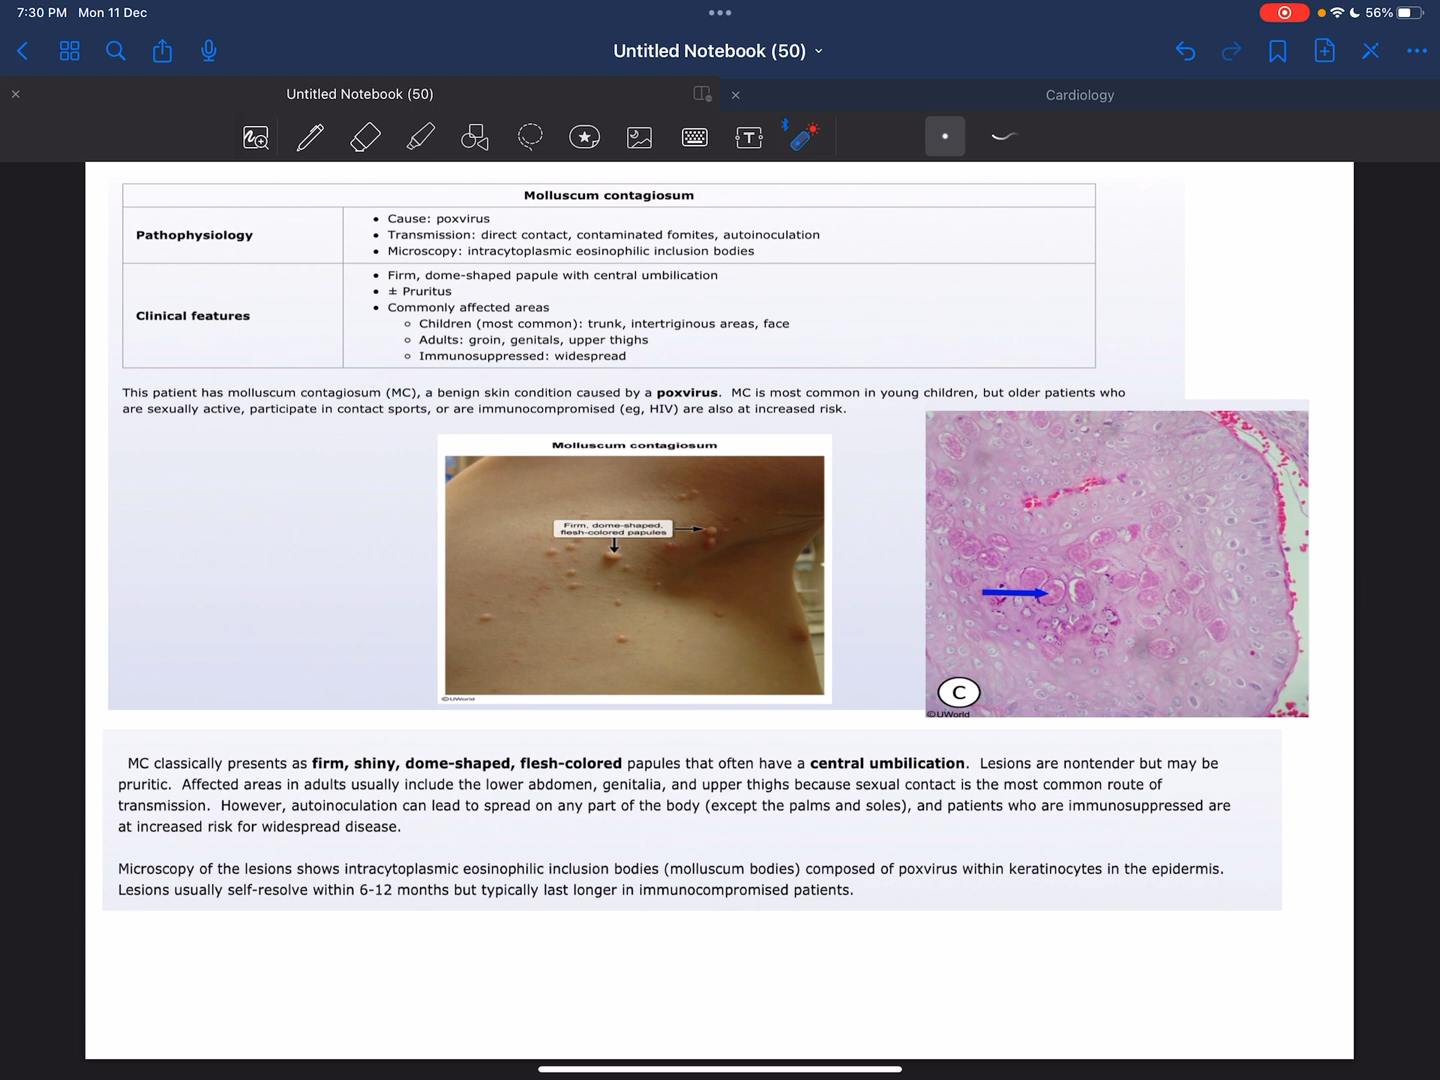 7:30 PM Mon 11 Dec
56%
Untitled Notebook (50)
Untitled Notebook (50)
Cardiology
Molluscum contagiosum
Pathophysiology
• Cause: poxvirus
• Transmission: direct contact, contaminated fomites, autoinoculation
• Microscopy: intracytoplasmic eosinophilic inclusion bodies
Clinical features
• Firm, dome-shaped papule with central umbilication
• ± Pruritus
• Commonly affected areas
Children (most common): trunk, intertriginous areas, face
Adults: groin, genitals, upper thighs
Immunosuppressed: widespread
This patient has molluscum contagiosum (MC), a benign skin condition caused by a poxvirus. MC is most common in young children, but older patients who
are sexually active, participate in contact sports, or are immunocompromised (eg, HIV) are also at increased risk.
Molluscum contagiosum
Firm, dome-shaped,
flesh-colored papules
©UWorld
C
©UWorld
MC classically presents as firm, shiny, dome-shaped, flesh-colored papules that often have a central umbilication. Lesions are nontender but may be
pruritic. Affected areas in adults usually include the lower abdomen, genitalia, and upper thighs because sexual contact is the most common route of
transmission. However, autoinoculation can lead to spread on any part of the body (except the palms and soles), and patients who are immunosuppressed are
at increased risk for widespread disease.
Microscopy of the lesions shows intracytoplasmic eosinophilic inclusion bodies (molluscum bodies) composed of poxvirus within keratinocytes in the epidermis.
Lesions usually self-resolve within 6-12 months but typically last longer in immunocompromised patients.